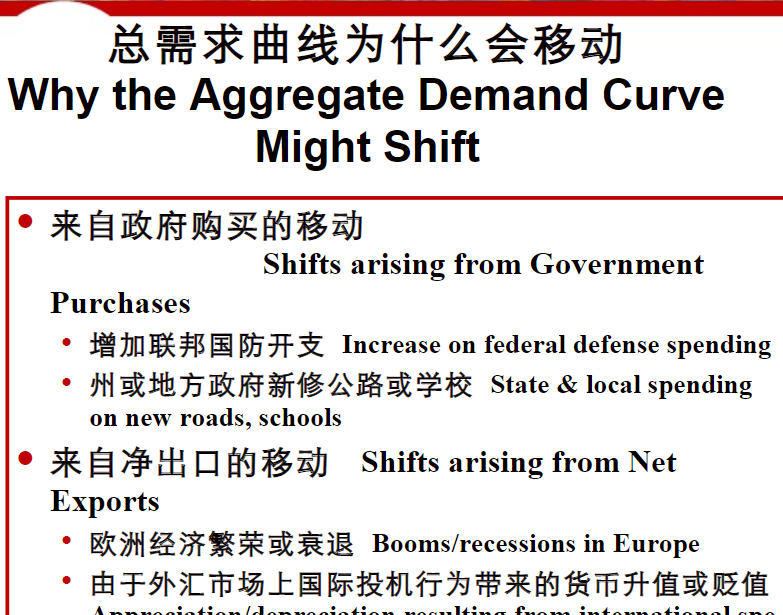 总需求曲线为什么会移动
Why the Aggregate Demand Curve
Might Shift
来自政府购买的移动
Shifts arising from Government
Purchases
增加联邦国防开支 Increase on federal defense spending
州或地方政府新修公路或学校 State & local spending
on new roads, schools
来自净出口的移动 Shifts arising from Net
Exports
欧洲经济繁荣或衰退 Booms/recessions in Europe
由于外汇市场上国际投机行为带来的货币升值或贬值
Appreciation/depreciation resulting from international